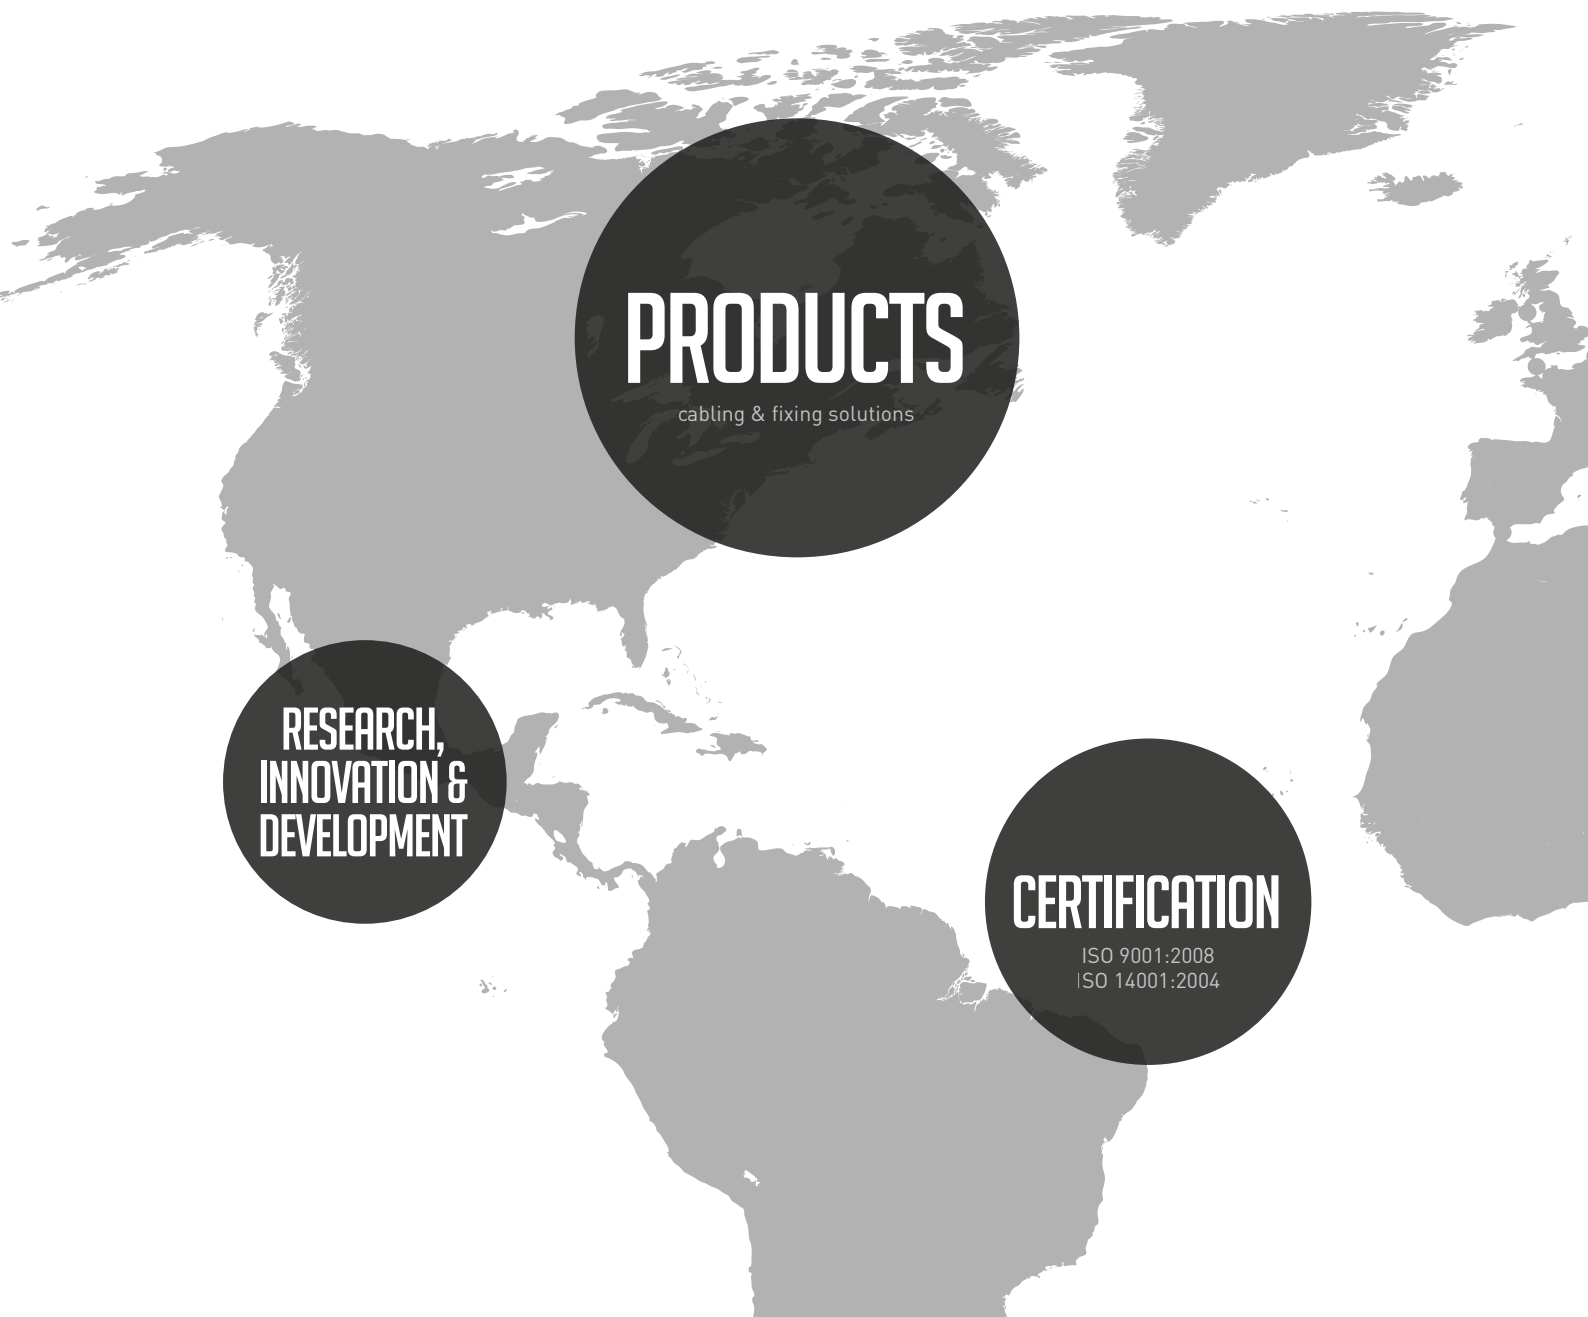 PRODUCTS
cabling & fixing solutions
RESEARCH,
INNOVATION &
DEVELOPMENT
CERTIFICATION
ISO 9001:2008
ISO 14001:2004